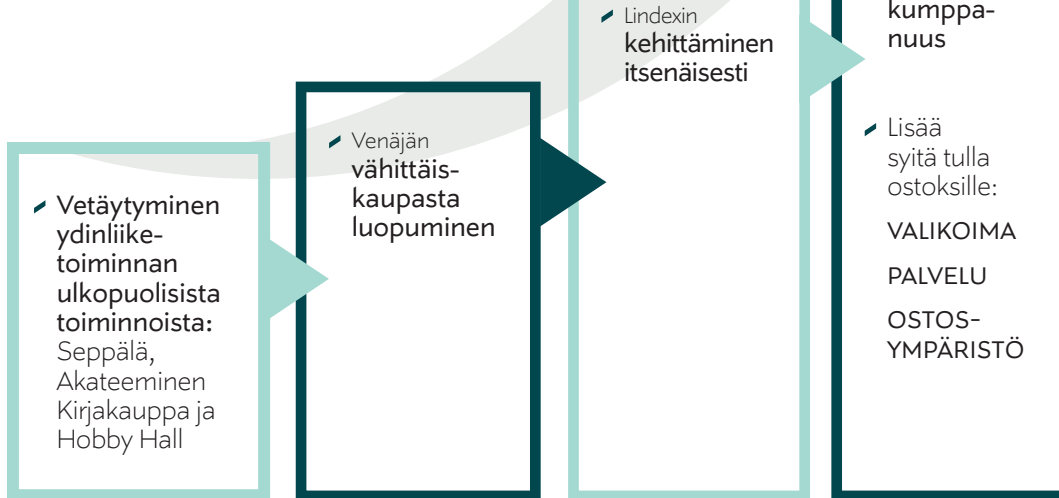 Vetäytyminen
ydinliike-
toiminnan
ulkopuolisista
toiminnoista:
Seppälä,
Akateeminen
Kirjakauppa ja
Hobby Hall
Venäjän
vähittäis-
kaupasta
luopuminen
Lindexin
kehittäminen
itsenäisesti
kumppa-
nuus
Lisää
syitä tulla
ostoksille:
VALIKOIMA
PALVELU
OSTOS-
YMPÄRISTÖ